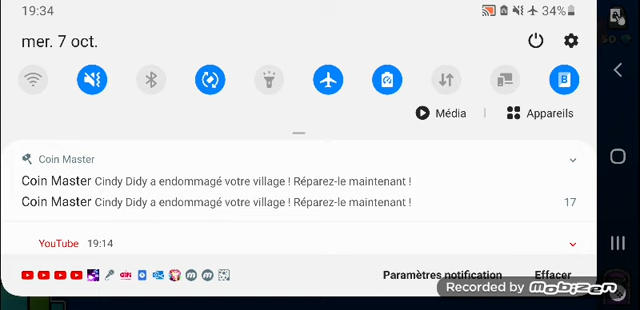 19:34
34%
mer. 7 oct.
B
Média | Appareils
Coin Master
Coin Master Cindy Didy a endommagé votre village ! Réparez-le maintenant !
Coin Master Cindy Didy a endommagé votre village ! Réparez-le maintenant !
17
YouTube 19:14
Paramètres notification
Effacer
Recorded by Mobizen